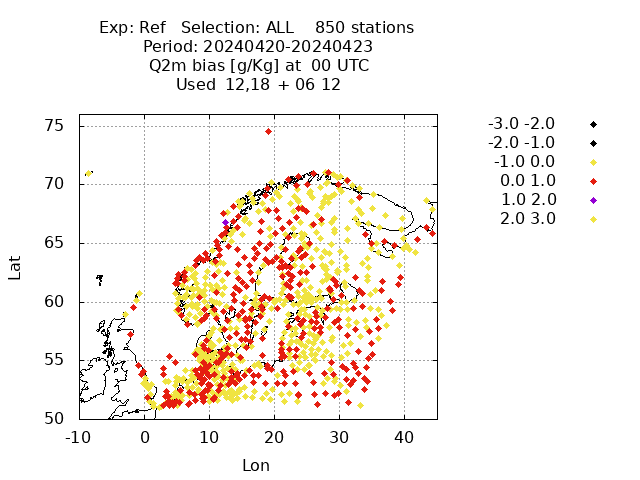 Exp: Ref   Selection: ALL    850 stations
Period: 20240420-20240423
Q2m bias [g/Kg] at  00 UTC
Used  12,18 + 06 12
-3.0 -2.0
-2.0 -1.0
-1.0 0.0
0.0 1.0
1.0 2.0
2.0 3.0
75
70
65
60
55
50
Lat
-10 0 10 20 30 40
Lon